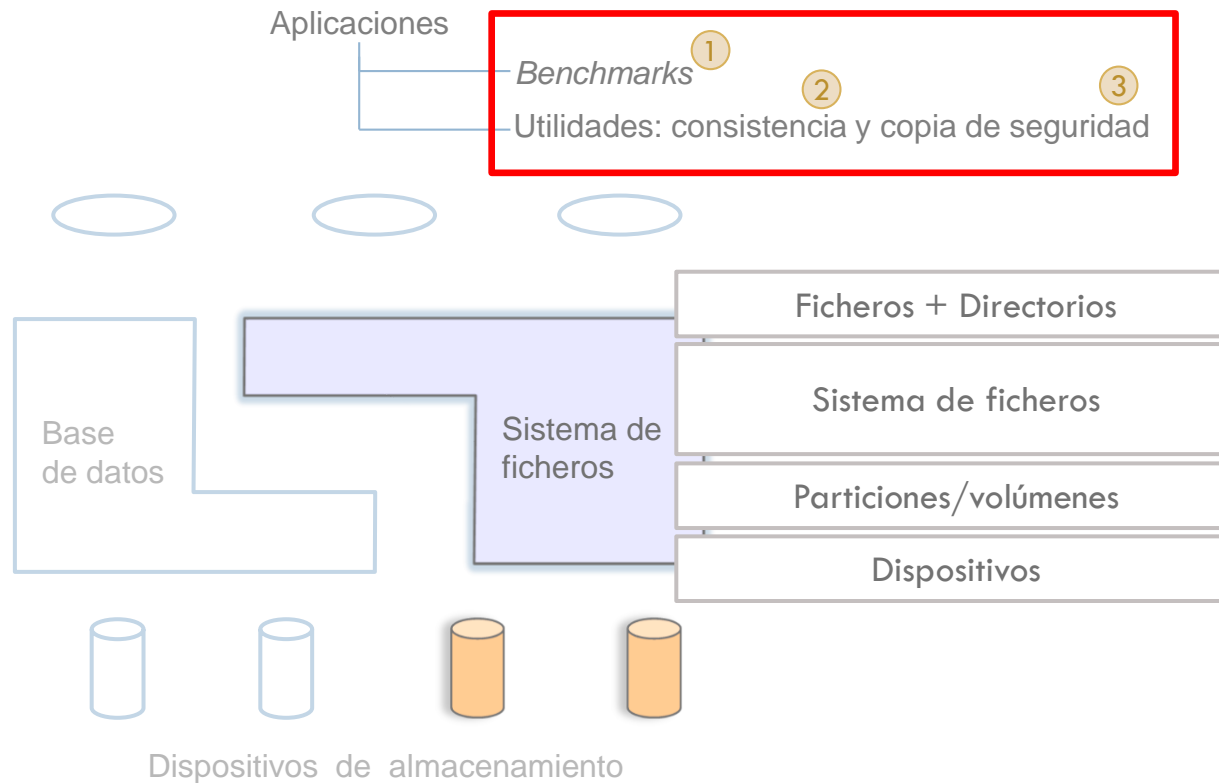 Aplicaciones
Benchmarks 1
2 3
Utilidades: consistencia y copia de seguridad
Ficheros + Directorios
Sistema de ficheros
Base
de datos
Sistema de
ficheros
Particiones/volúmenes
Dispositivos
Dispositivos de almacenamiento